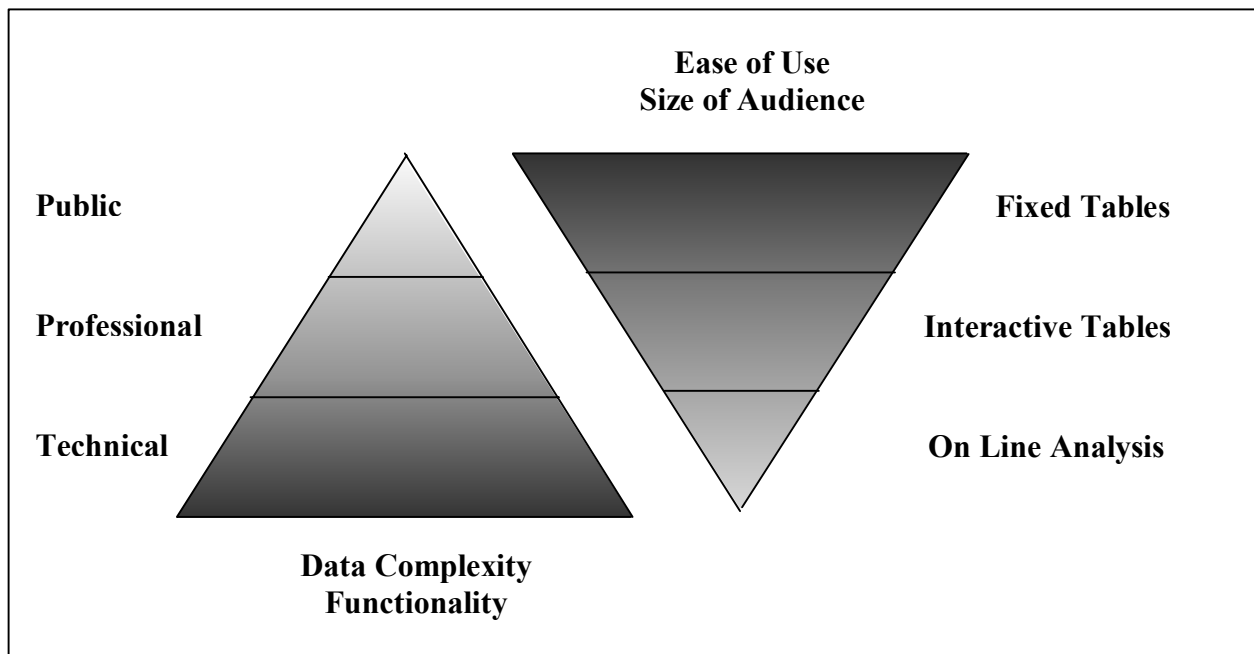 Ease of Use
Size of Audience
Public
Fixed Tables
Professional
Interactive Tables
Technical
On Line Analysis
Data Complexity
Functionality